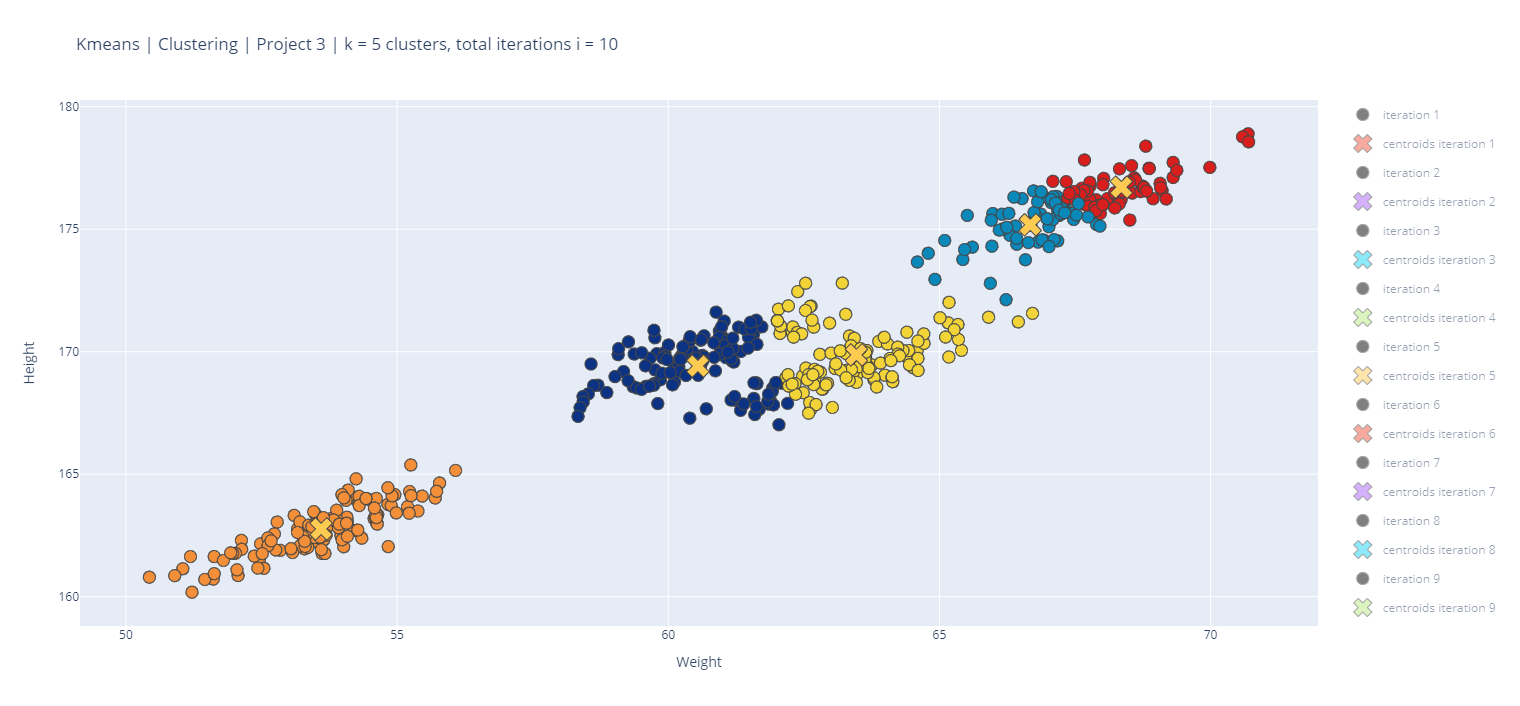 Kmeans | Clustering | Project 3 | k = 5 clusters, total iterations i = 10
180
175
170
165
160
Height
50
55
60
65
70
Weight
iteration 1
centroids iteration 1
iteration 2
centroids iteration 2
iteration 3
centroids iteration 3
iteration 4
centroids iteration 4
iteration 5
centroids iteration 5
iteration 6
centroids iteration 6
iteration 7
centroids iteration 7
iteration 8
centroids iteration 8
iteration 9
centroids iteration 9